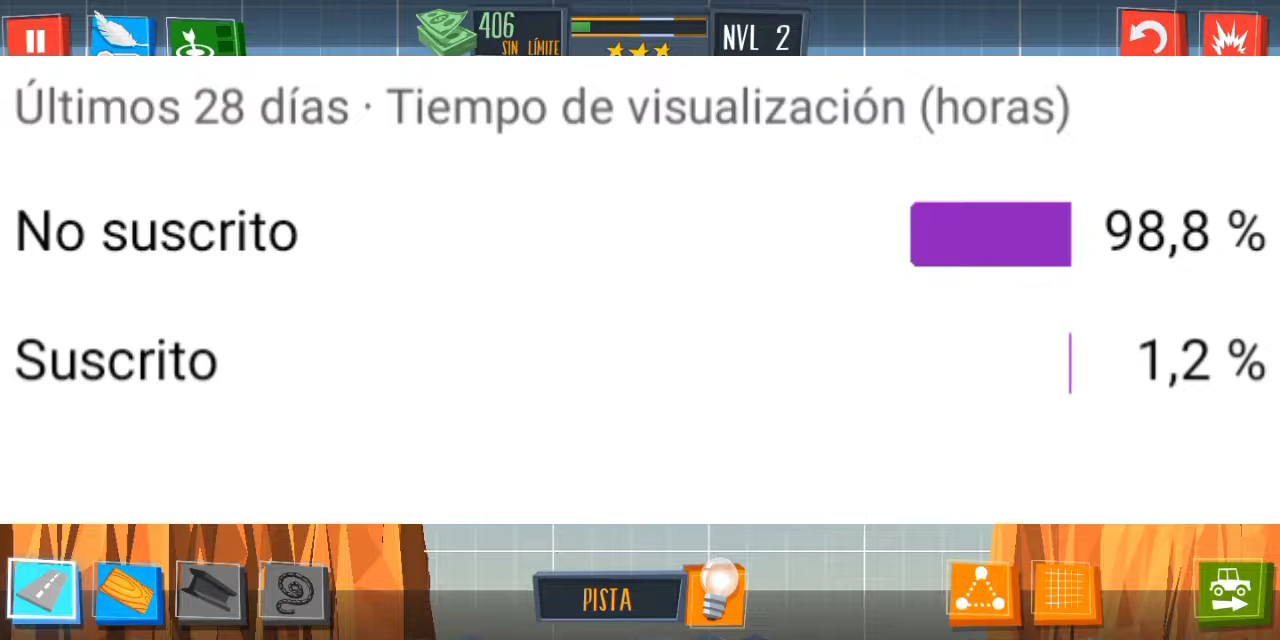 406
SIN LÍMITE
NVL 2
Últimos 28 días · Tiempo de visualización (horas)
No suscrito 98,8 %
Suscrito 1,2 %
PISTA